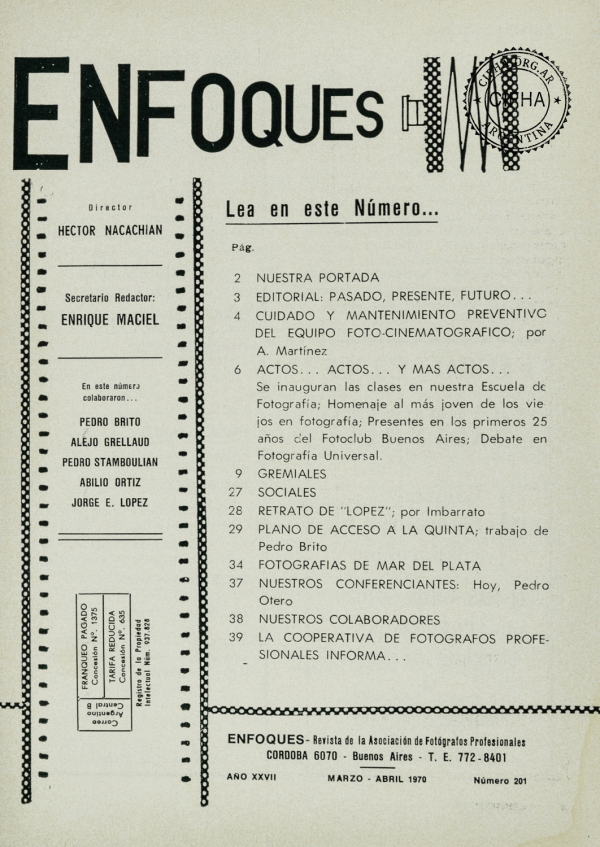 ENFOQUES
CIFHA.ORG.AR
CIFHA
ARGENTINA
Director
HECTOR NACACHIAN
Secretario Redactor:
ENRIQUE MACIEL
En este número
colaboraron...
PEDRO BRITO
ALEJO GRELLAUD
PEDRO STAMBOULIAN
ABILIO ORTIZ
JORGE E. LOPEZ
FRANQUEO PAGADO
Concesión Nº. 1375
TARIFA REDUCIDA
Concesión Nº. 635
Registro de la Propiedad
Intelectual Núm. 937.828
Correo
Argentino
Central B
Lea en este Número...
Pág.
2 NUESTRA PORTADA
3 EDITORIAL: PASADO, PRESENTE, FUTURO...
4 CUIDADO Y MANTENIMIENTO PREVENTIVO
DEL EQUIPO FOTO-CINEMATOGRAFICO; por
A. Martínez
6 ACTOS... ACTOS... Y MAS ACTOS...
Se inauguran las clases en nuestra Escuela de
Fotografía; Homenaje al más joven de los vie
jos en fotografía; Presentes en los primeros 25
años del Fotoclub Buenos Aires; Debate en
Fotografía Universal.
9 GREMIALES
27 SOCIALES
28 RETRATO DE "LOPEZ"; por Imbarrato
29 PLANO DE ACCESO A LA QUINTA; trabajo de
Pedro Brito
34 FOTOGRAFIAS DE MAR DEL PLATA
37 NUESTROS CONFERENCIANTES: Hoy, Pedro
Otero
38 NUESTROS COLABORADORES
39 LA COOPERATIVA DE FOTOGRAFOS PROFE-
SIONALES INFORMA...
ENFOQUES - Revista de la Asociación de Fotógrafos Profesionales
CORDOBA 6070 - Buenos Aires - T. E. 772-8401
AÑO XXVII MARZO - ABRIL 1970 Número 201